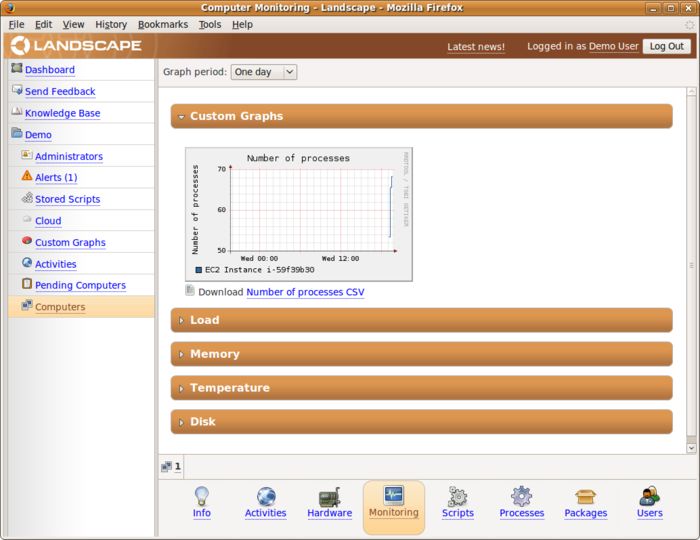 Computer Monitoring - Landscape - Mozilla Firefox
File Edit View History Bookmarks Tools Help
LANDSCAPE
Latest news! Logged in as Demo User Log Out
Dashboard
Send Feedback
Knowledge Base
Demo
Administrators
Alerts (1)
Stored Scripts
Cloud
Custom Graphs
Activities
Pending Computers
Computers
Graph period: One day
Custom Graphs
Number of processes
Number of processes
70
60
50
Wed 00:00 Wed 12:00
EC2 Instance i-59f39b30
RRDTOOL / TOBI OETIKER
Download Number of processes CSV
Load
Memory
Temperature
Disk
1
Info Activities Hardware Monitoring Scripts Processes Packages Users